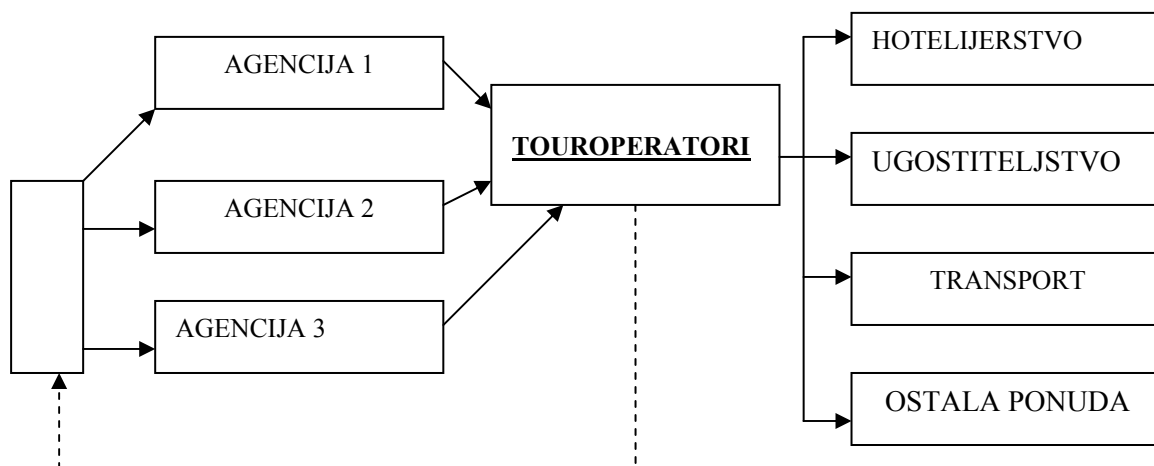 AGENCIJA 1
AGENCIJA 2
AGENCIJA 3
TOUROPERATORI
HOTELIJERSTVO
UGOSTITELJSTVO
TRANSPORT
OSTALA PONUDA